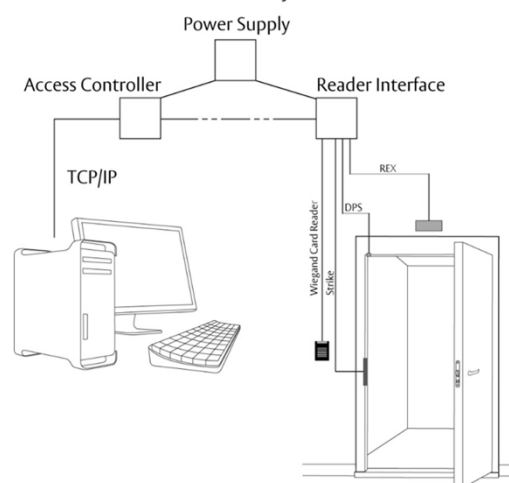 Power Supply
Access Controller
Reader Interface
TCP/IP
REX
DPS
Wiegand Card Reader
Strike